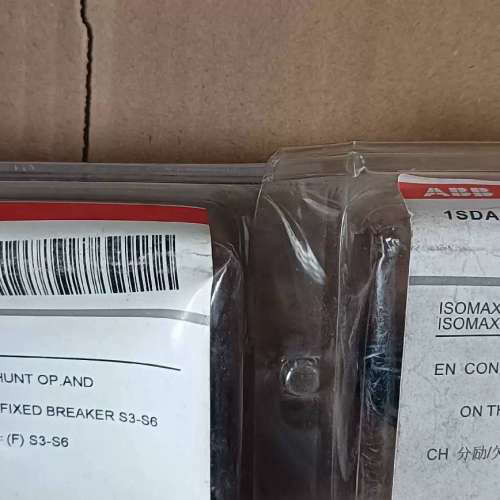 HUNT OP.AND
FIXED BREAKER S3-S6
(F) S3-S6
ABB
1SDA
ISOMAX
ISOMAX
EN CON
ON TH
CH 分励/欠